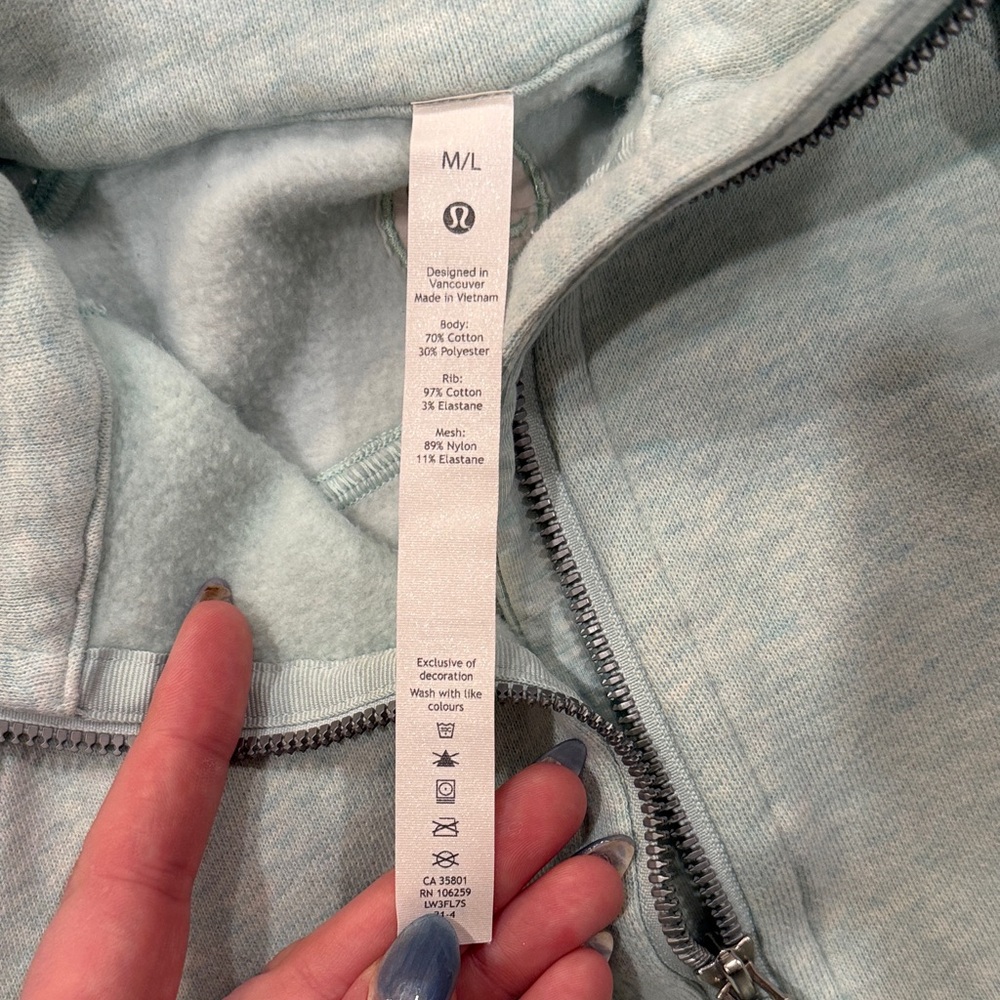 M/L
Designed in
Vancouver
Made in Vietnam
Body:
70% Cotton
30% Polyester
Rib:
97% Cotton
3% Elastane
Mesh:
89% Nylon
11% Elastane
Exclusive of
decoration
Wash with like
colours
CA 35801
RN 106259
LW3FL7S